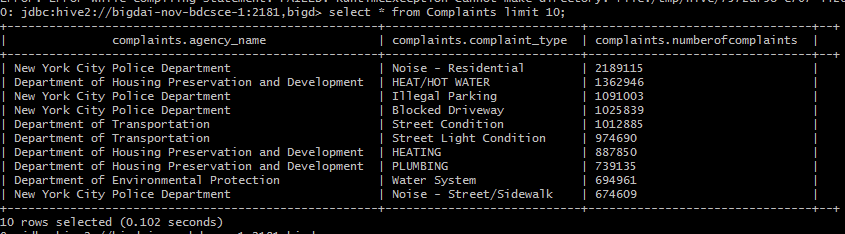 0: jdbc:hive2://bigdai-nov-bdcsce-1:2181,bigd> select * from Complaints limit 10;
+--------------------------------------------------+----------------------------+--------------------------------+--+
| complaints.agency_name | complaints.complaint_type | complaints.numberofcomplaints |
+--------------------------------------------------+----------------------------+--------------------------------+--+
| New York City Police Department | Noise - Residential | 2189115 |
| Department of Housing Preservation and Development | HEAT/HOT WATER | 1362946 |
| New York City Police Department | Illegal Parking | 1091003 |
| New York City Police Department | Blocked Driveway | 1025839 |
| Department of Transportation | Street Condition | 1012885 |
| Department of Transportation | Street Light Condition | 974690 |
| Department of Housing Preservation and Development | HEATING | 887850 |
| Department of Housing Preservation and Development | PLUMBING | 739135 |
| Department of Environmental Protection | Water System | 694961 |
| New York City Police Department | Noise - Street/Sidewalk | 674609 |
+--------------------------------------------------+----------------------------+--------------------------------+--+
10 rows selected (0.102 seconds)